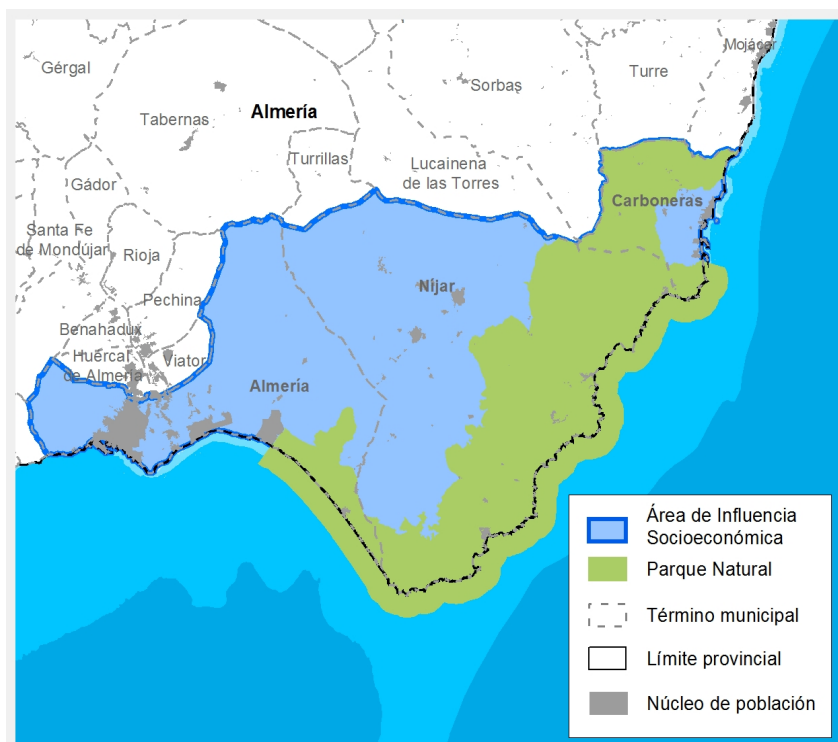 Mojácar
Gérgal
Turre
Sorbas
Almería
Tabernas
Turrillas
Lucainena
de las Torres
Gádor
Carboneras
Santa Fe
de Mondújar
Rioja
Níjar
Pechina
Benahadux
Huercal
de Almería
Viator
Almería
Área de Influencia
Socioeconómica
Parque Natural
Término municipal
Límite provincial
Núcleo de población